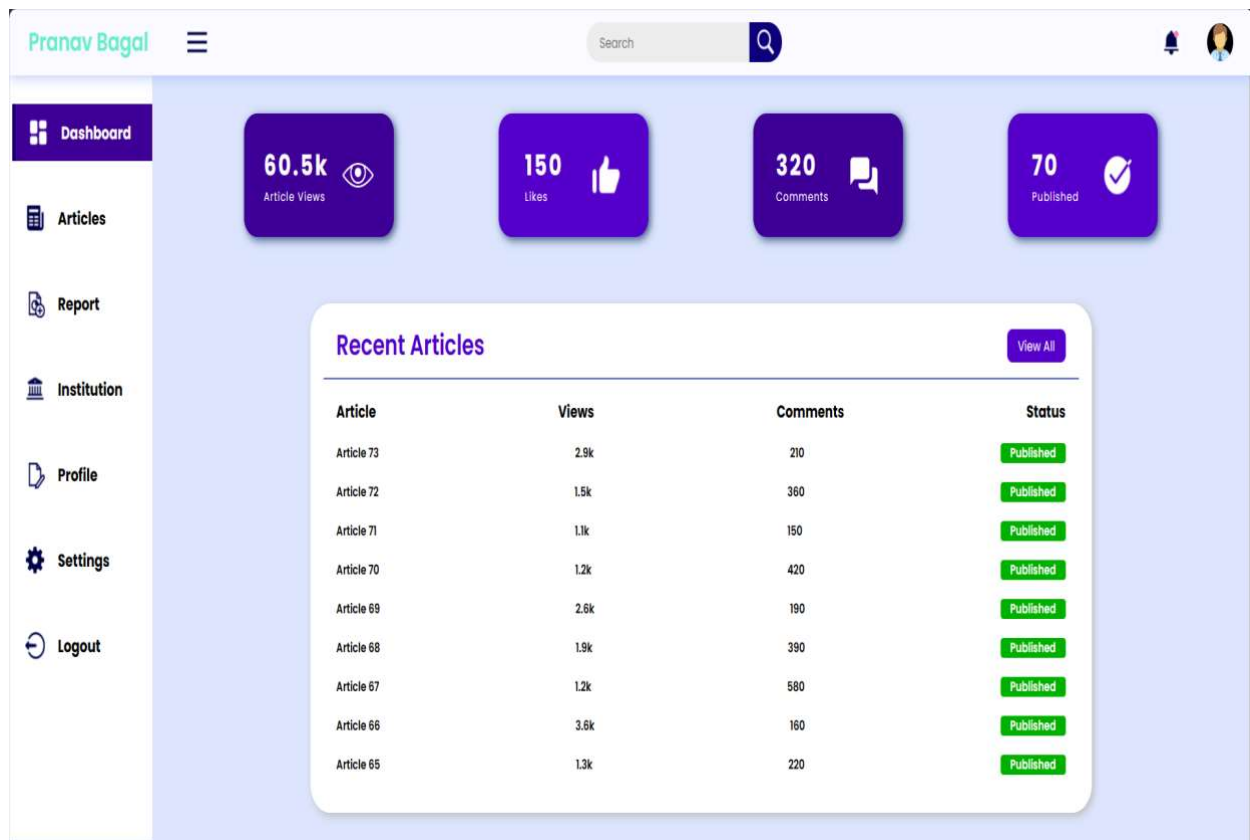 Pranav Bagal
Search
Dashboard
Articles
Report
Institution
Profile
Settings
Logout
60.5k
Article Views
150
Likes
320
Comments
70
Published
Recent Articles
View All
Article Views Comments Status
Article 73 2.9k 210 Published
Article 72 1.5k 360 Published
Article 71 1.1k 150 Published
Article 70 1.2k 420 Published
Article 69 2.6k 190 Published
Article 68 1.9k 390 Published
Article 67 1.2k 580 Published
Article 66 3.6k 160 Published
Article 65 1.3k 220 Published